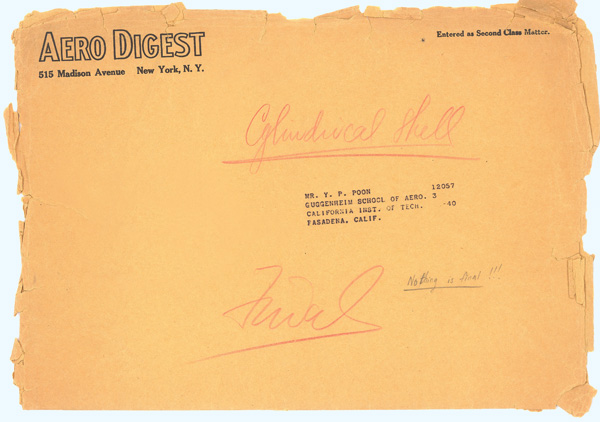 AERO DIGEST
515 Madison Avenue New York, N. Y.
Entered as Second Class Matter.
Cylindrical Shell
MR. Y. P. POON 12057
GUGGENHEIM SCHOOL OF AERO. 3
CALIFORNIA INST. OF TECH. -40
PASADENA, CALIF.
Nothing is final !!!
Final